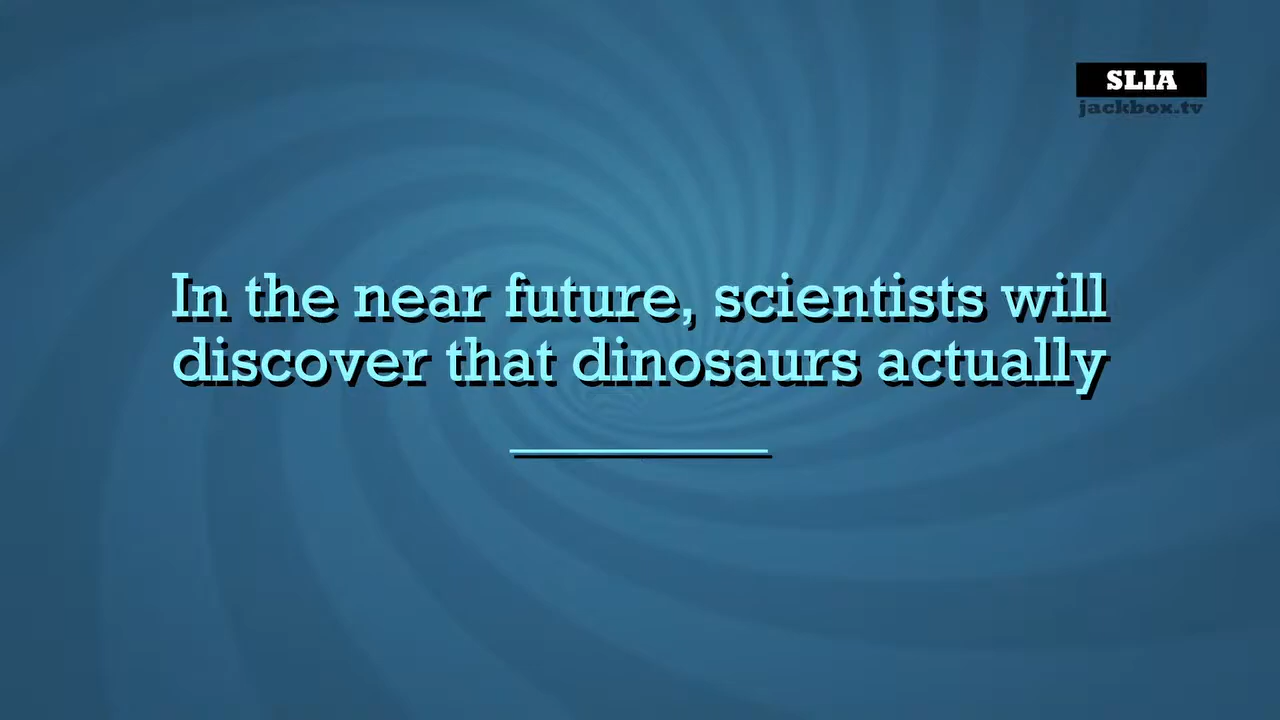 SLIA
jackbox.tv
In the near future, scientists will
discover that dinosaurs actually